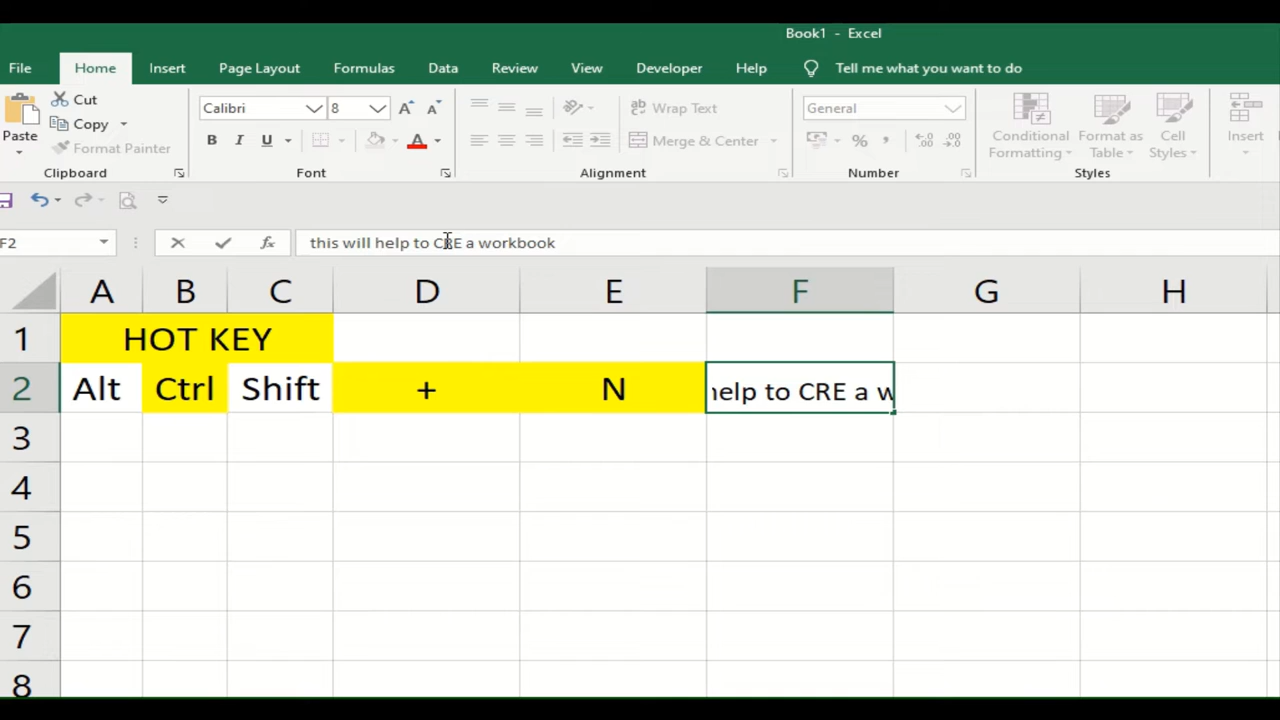 Book1 - Excel
File Home Insert Page Layout Formulas Data Review View Developer Help Tell me what you want to do
Cut
Copy
Format Painter
Paste
Clipboard
Calibri 8
B I U
Font
Wrap Text
Merge & Center
Alignment
General
Number
Conditional Formatting
Format as Table
Cell Styles
Styles
Insert
F2 fx this will help to CRE a workbook
A B C D E F G H
1 HOT KEY
2 Alt Ctrl Shift + N help to CRE a w
3
4
5
6
7
8